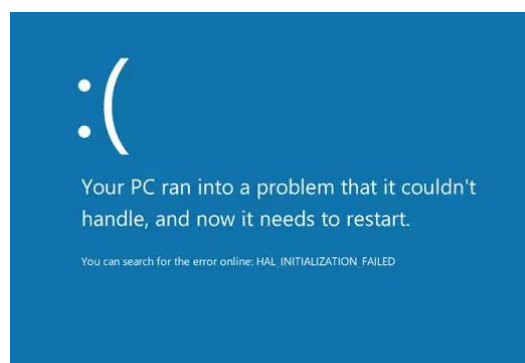 :(
Your PC ran into a problem that it couldn't
handle, and now it needs to restart.
You can search for the error online: HAL_INITIALIZATION_FAILED